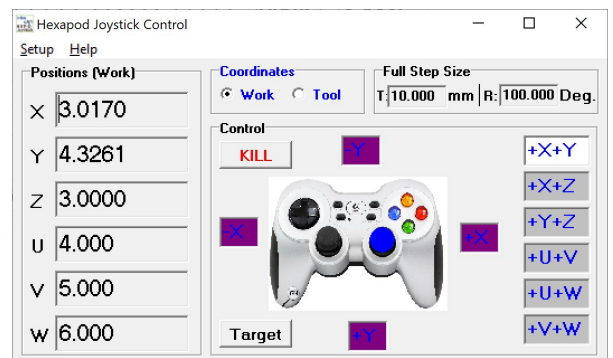 Hexapod Joystick Control
Setup Help
Positions (Work)
X 3.0170
Y 4.3261
Z 3.0000
U 4.000
V 5.000
W 6.000
Coordinates
Work Tool
Full Step Size
T: 10.000 mm R: 100.000 Deg.
Control
KILL
-Y
-X
+X
+Y
Target
+X+Y
+X+Z
+Y+Z
+U+V
+U+W
+V+W